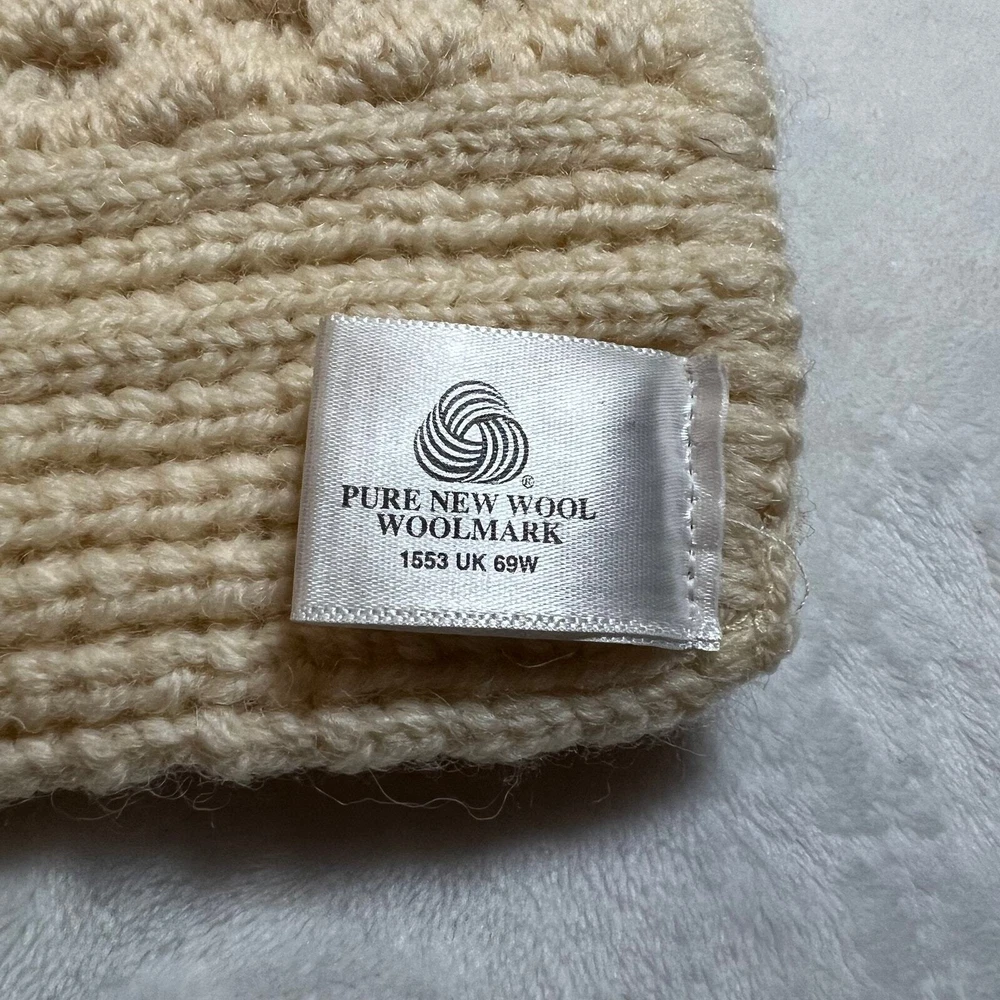 ®
PURE NEW WOOL
WOOLMARK
1553 UK 69W